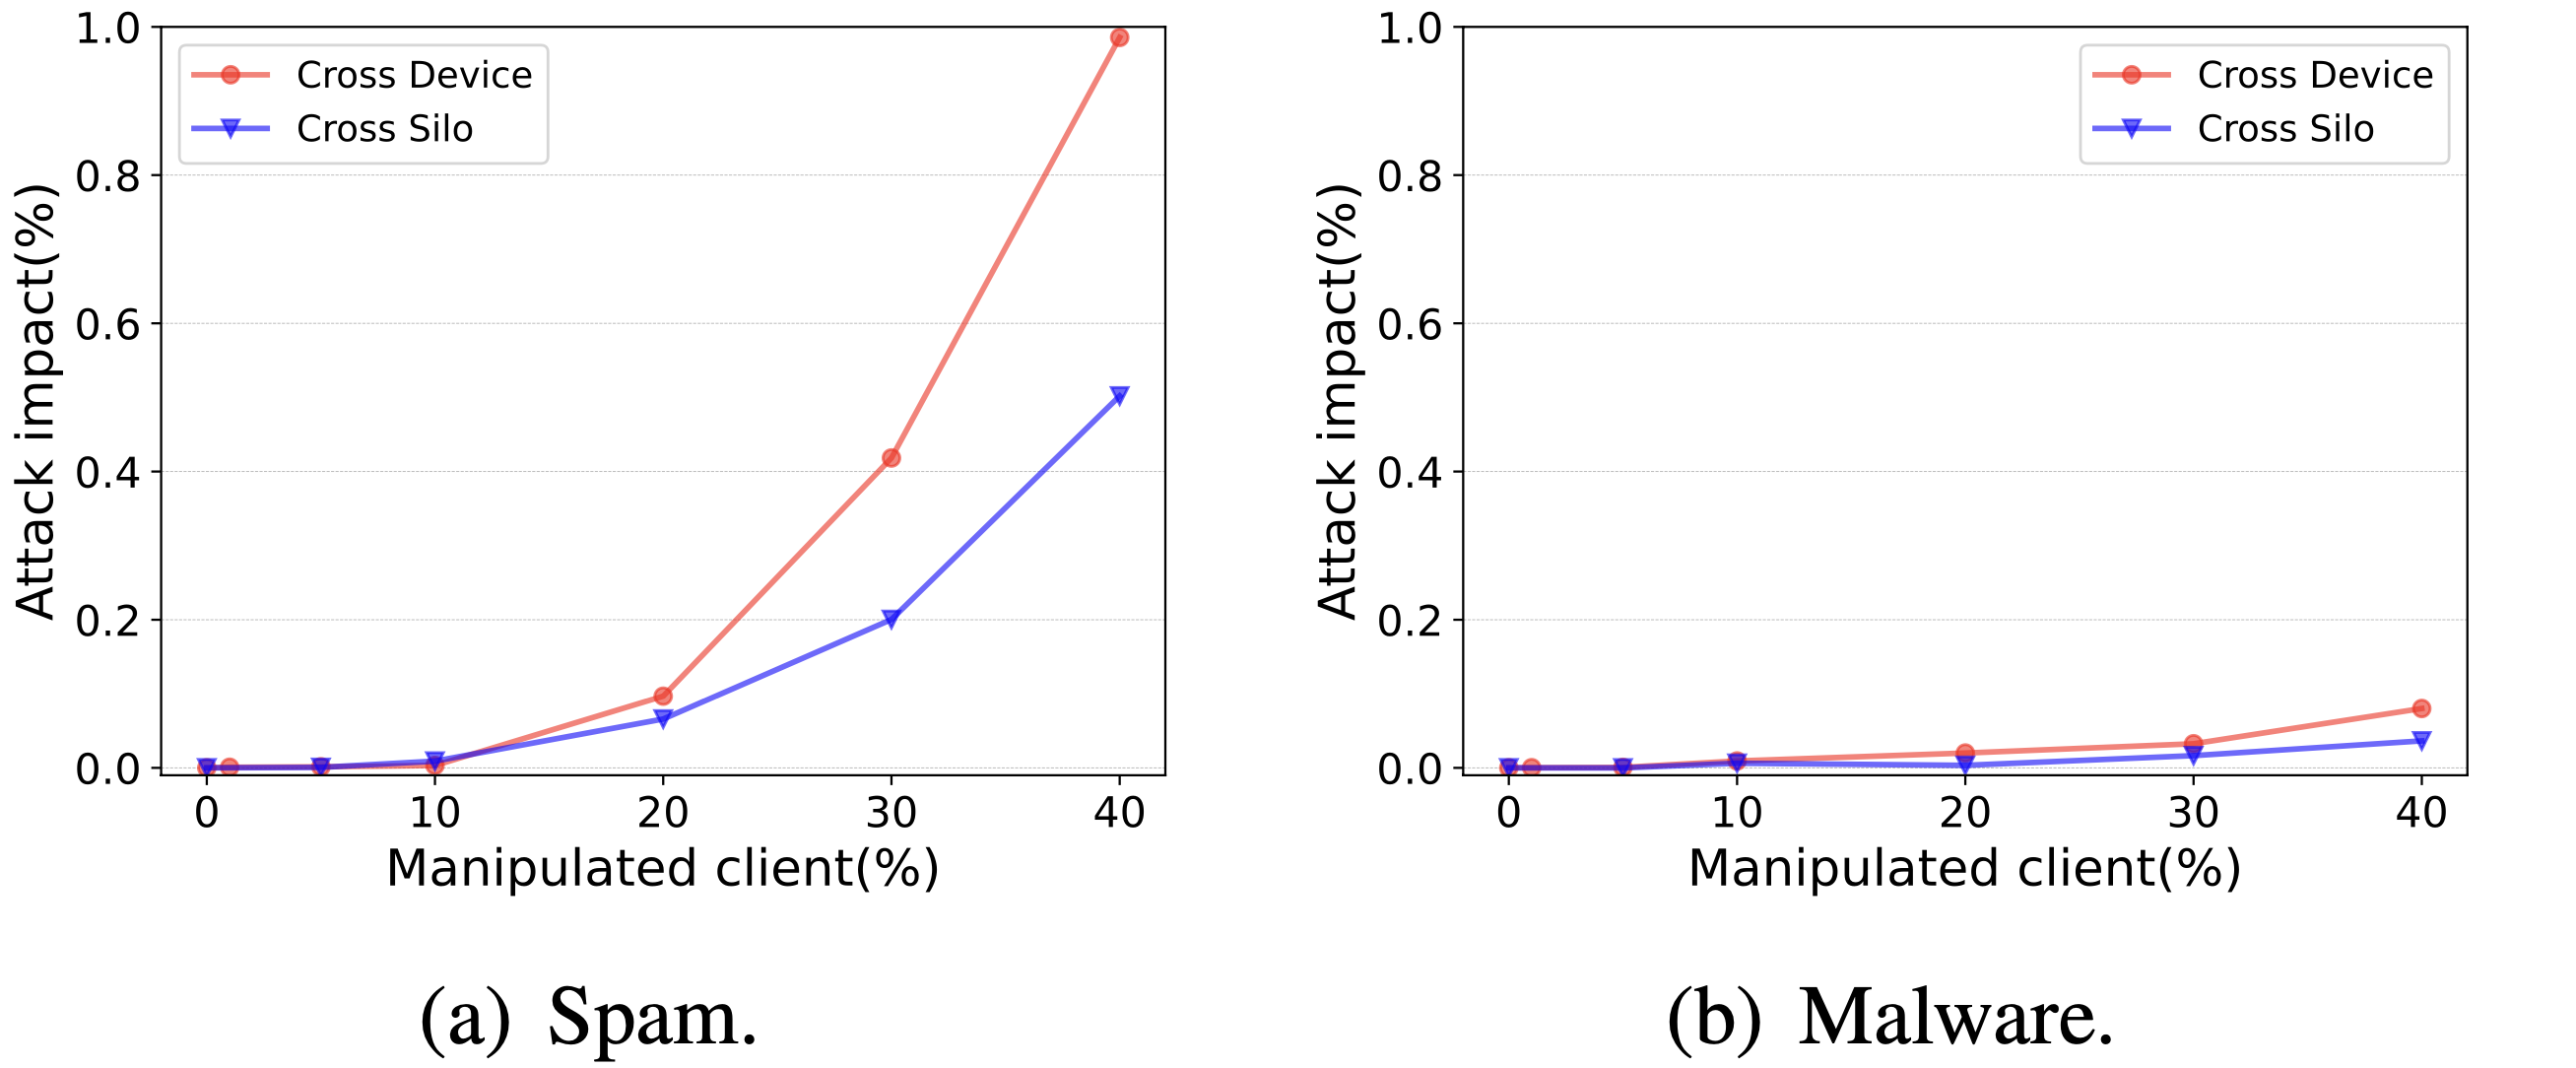 Attack impact(%)
1.0
0.8
0.6
0.4
0.2
0.0
Cross Device
Cross Silo
0 10 20 30 40
Manipulated client(%)
(a) Spam.
Attack impact(%)
1.0
0.8
0.6
0.4
0.2
0.0
Cross Device
Cross Silo
0 10 20 30 40
Manipulated client(%)
(b) Malware.